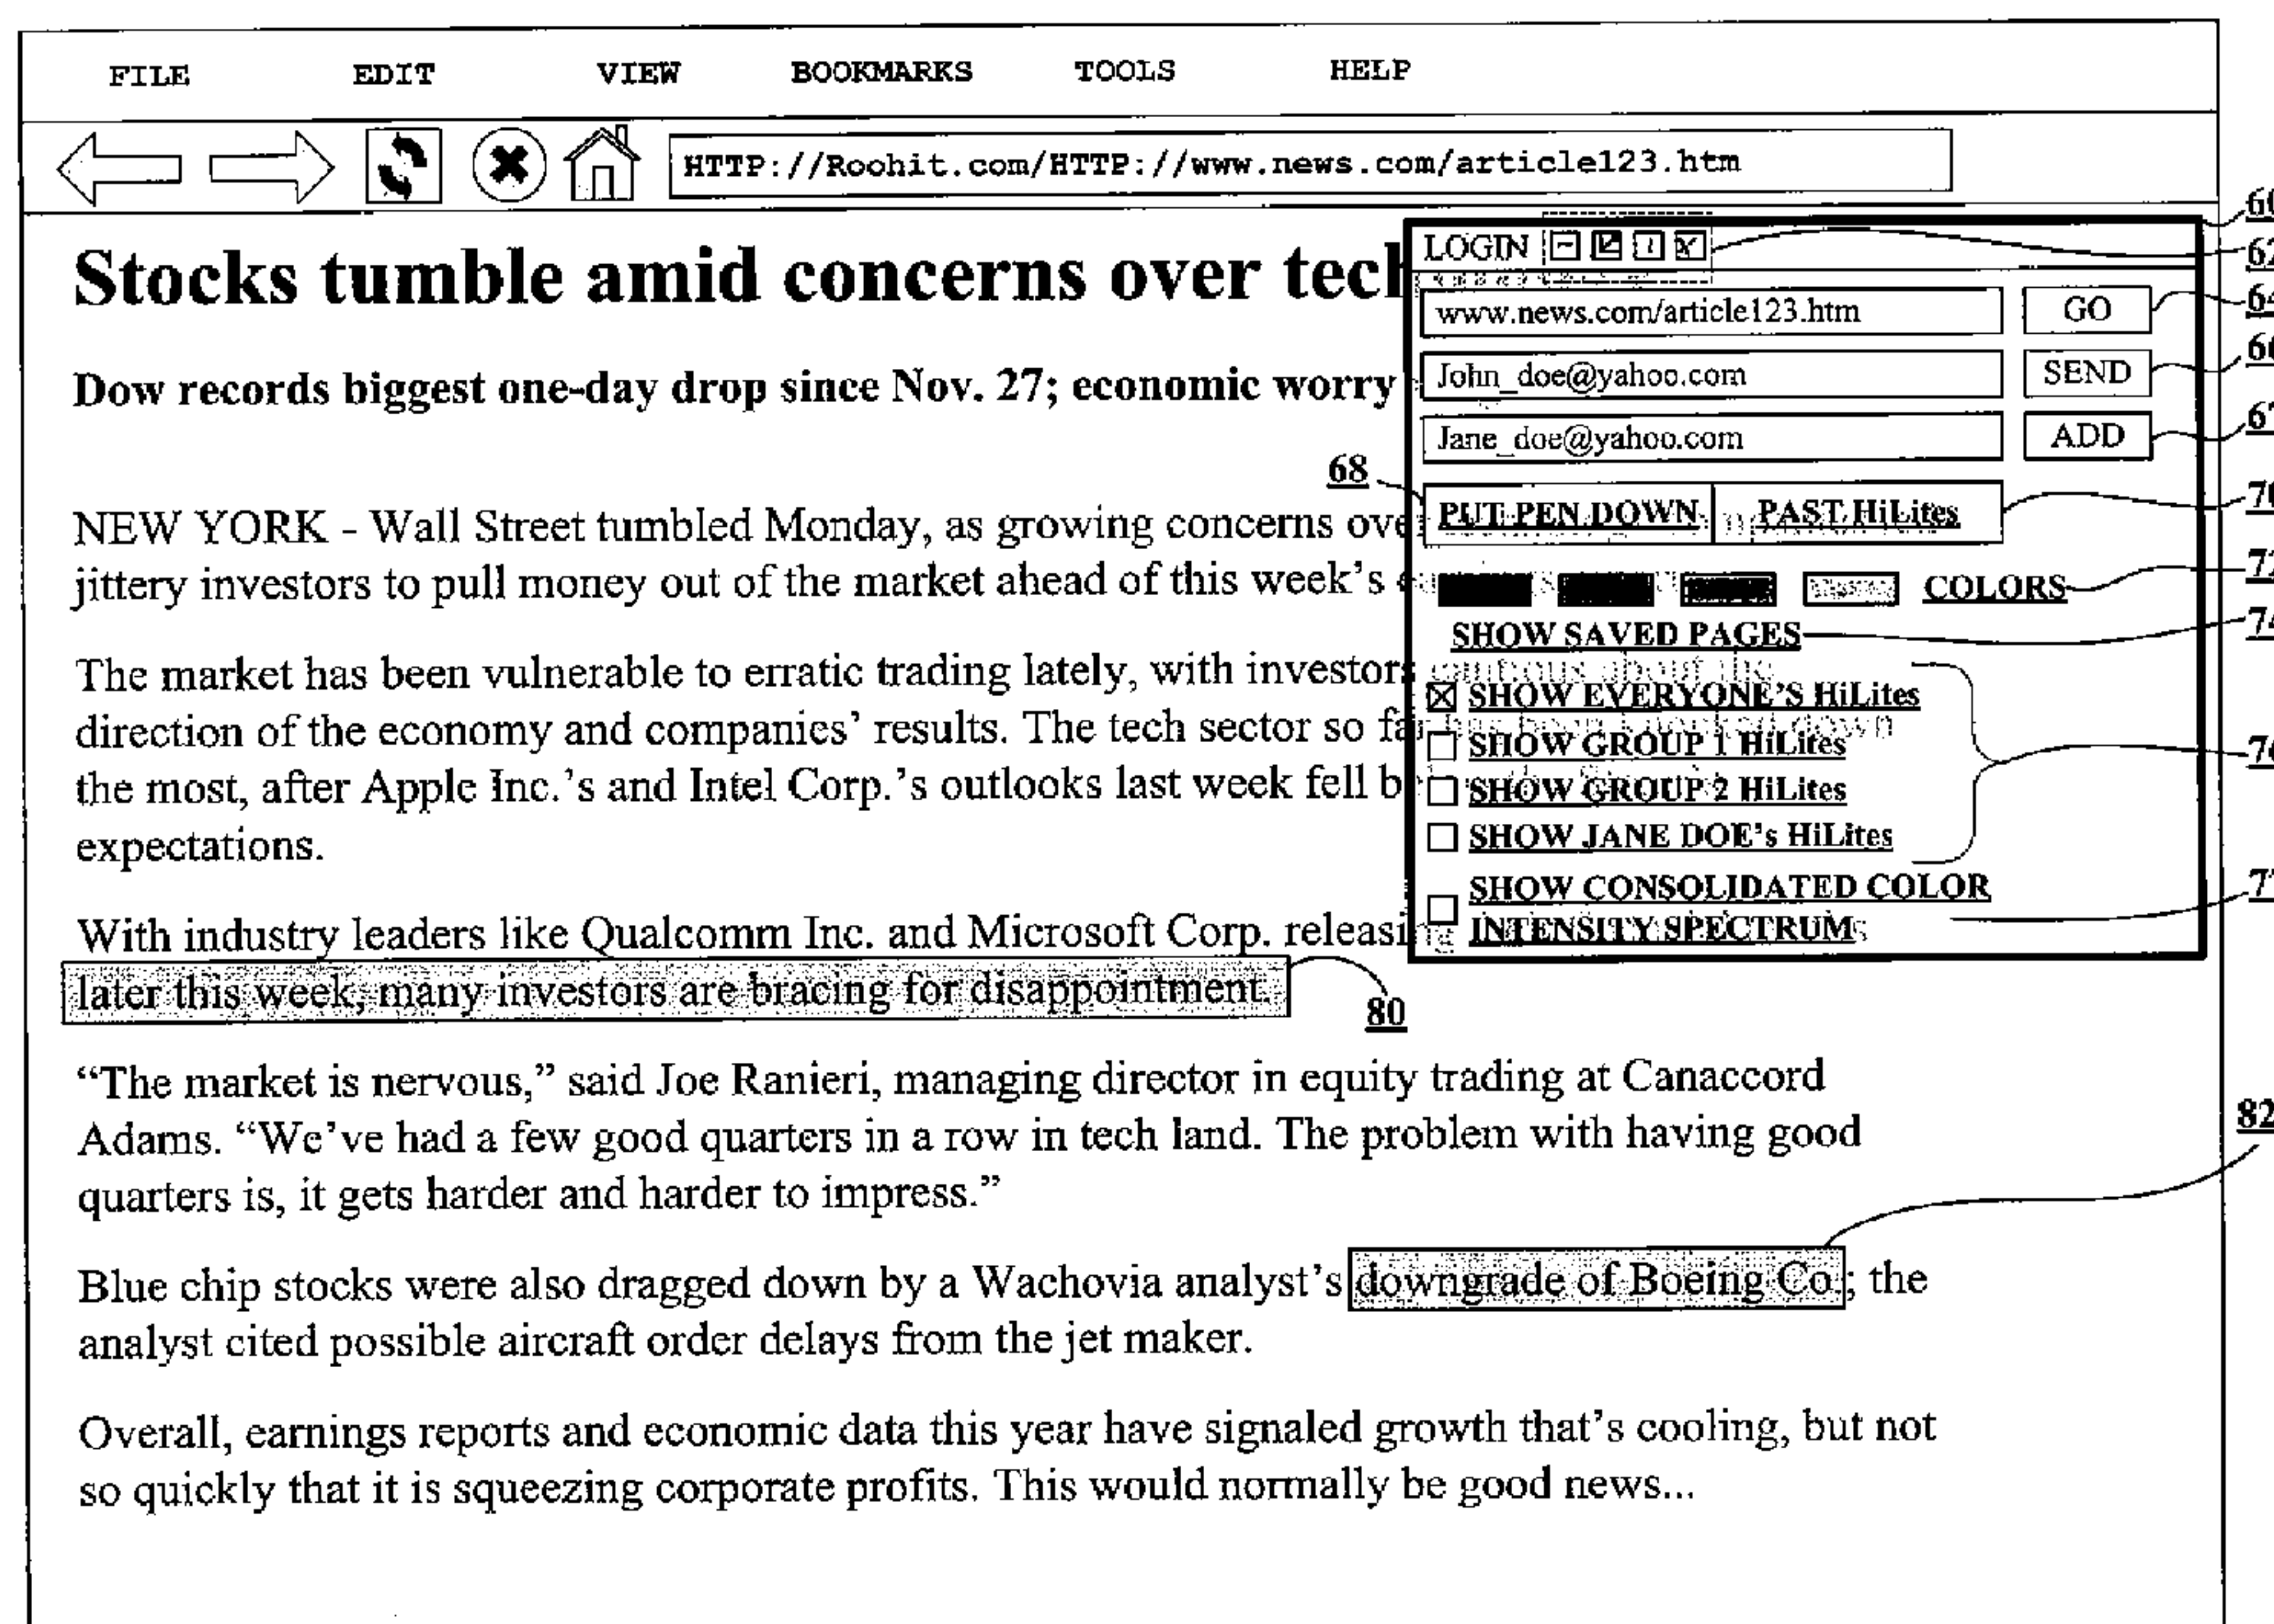 FILE EDIT VIEW BOOKMARKS TOOLS HELP
HTTP://Roohit.com/HTTP://www.news.com/article123.htm
Stocks tumble amid concerns over tech
Dow records biggest one-day drop since Nov. 27; economic worry
NEW YORK - Wall Street tumbled Monday, as growing concerns over
jittery investors to pull money out of the market ahead of this week's
The market has been vulnerable to erratic trading lately, with investors cautious about the
direction of the economy and companies' results. The tech sector so far has been knocked down
the most, after Apple Inc.'s and Intel Corp.'s outlooks last week fell
expectations.
With industry leaders like Qualcomm Inc. and Microsoft Corp. releasing
later this week, many investors are bracing for disappointment.
80
"The market is nervous," said Joe Ranieri, managing director in equity trading at Canaccord
Adams. "We've had a few good quarters in a row in tech land. The problem with having good
quarters is, it gets harder and harder to impress."
82
Blue chip stocks were also dragged down by a Wachovia analyst's downgrade of Boeing Co.; the
analyst cited possible aircraft order delays from the jet maker.
Overall, earnings reports and economic data this year have signaled growth that's cooling, but not
so quickly that it is squeezing corporate profits. This would normally be good news...
LOGIN
www.news.com/article123.htm GO
John_doe@yahoo.com SEND
Jane_doe@yahoo.com ADD
68
PUT PEN DOWN PAST HiLites
COLORS
SHOW SAVED PAGES
SHOW EVERYONE'S HiLites
SHOW GROUP 1 HiLites
SHOW GROUP 2 HiLites
SHOW JANE DOE's HiLites
SHOW CONSOLIDATED COLOR
INTENSITY SPECTRUM